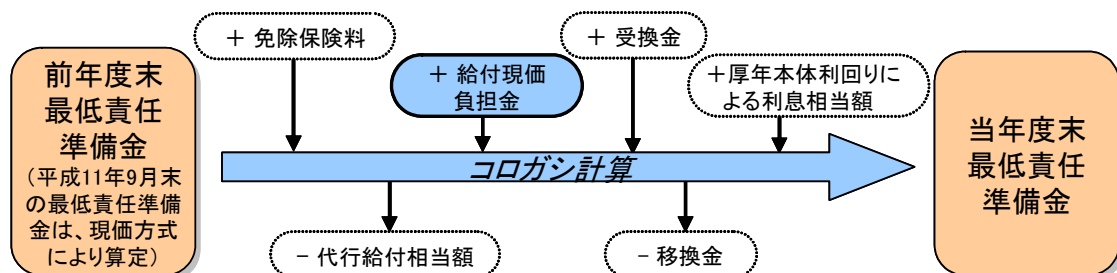 前年度末
最低責任
準備金
(平成11年9月末
の最低責任準備
金は、現価方式
により算定)
+ 免除保険料
+ 給付現価
負担金
+ 受換金
+厚年本体利回りに
よる利息相当額
コロガシ計算
- 代行給付相当額
- 移換金
当年度末
最低責任
準備金